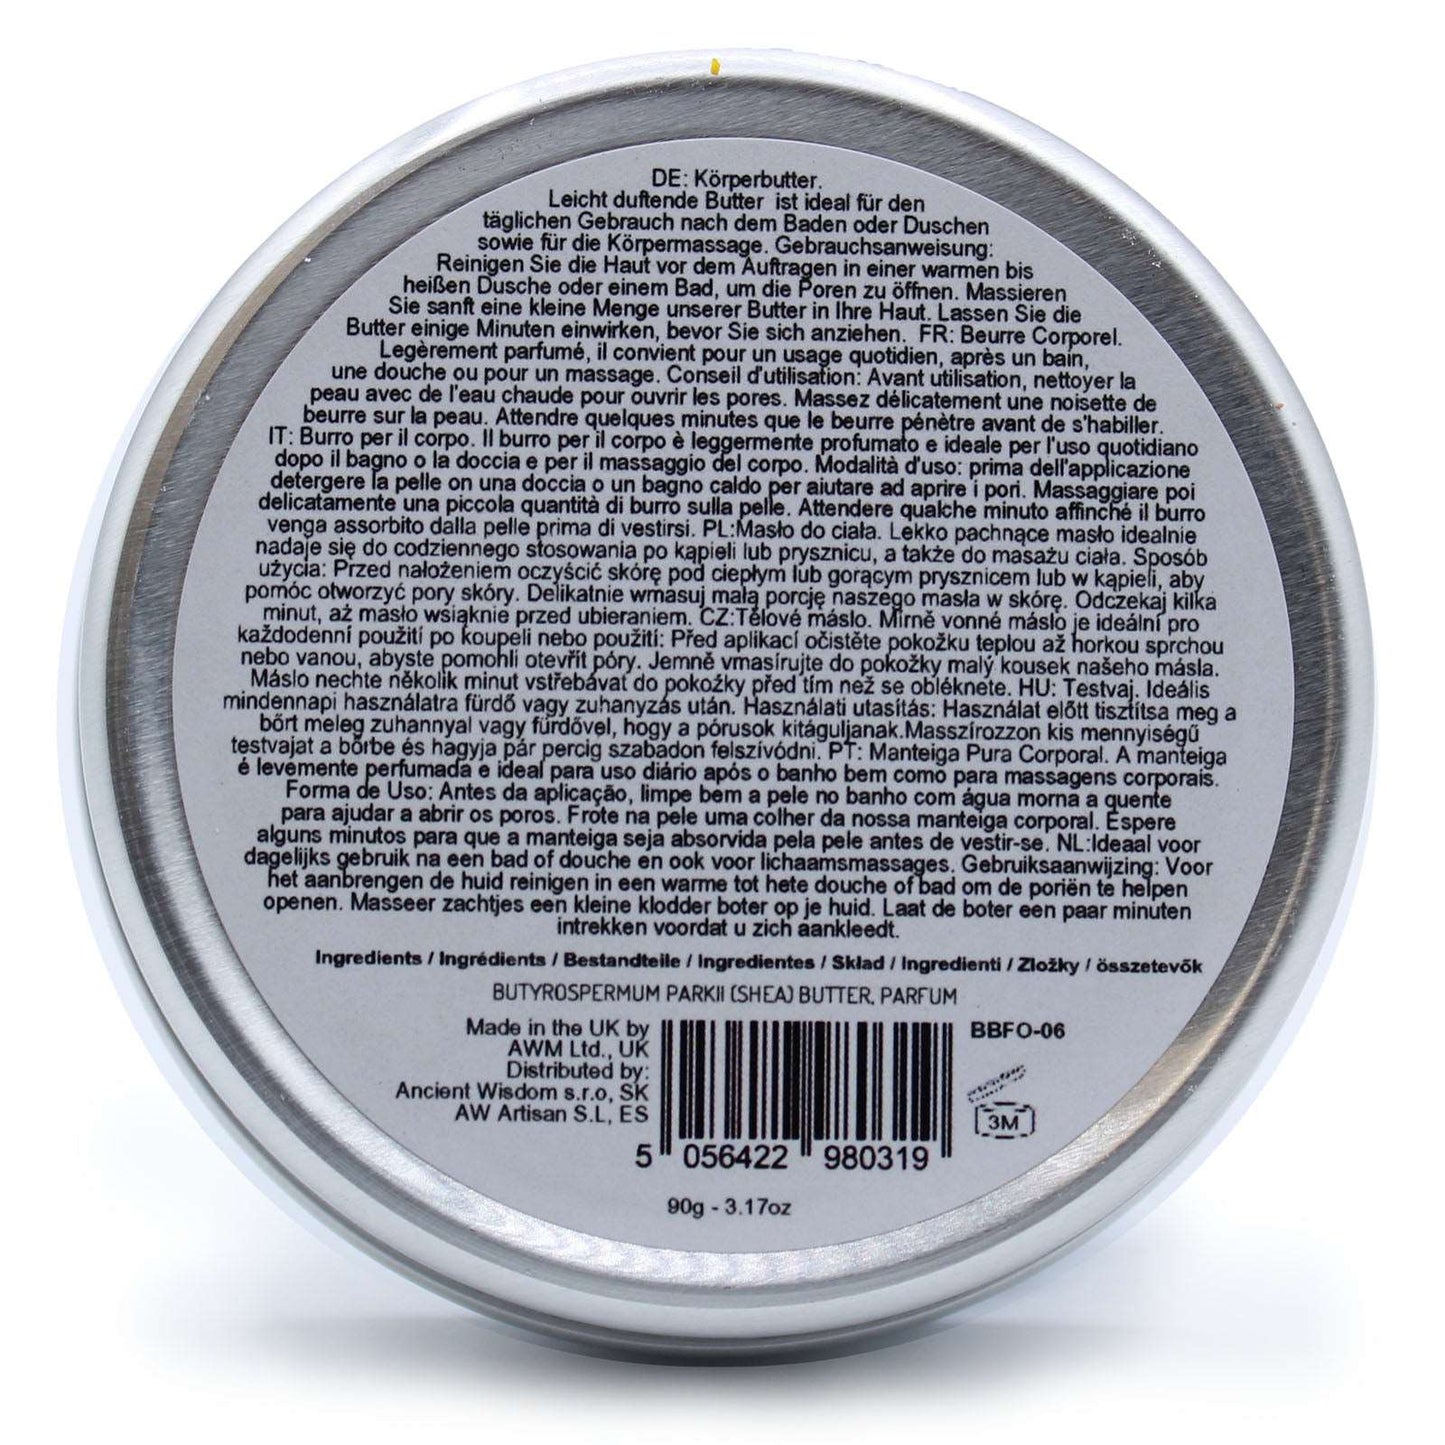 DE: Körperbutter.
Leicht duftende Butter ist ideal für den
täglichen Gebrauch nach dem Baden oder Duschen
sowie für die Körpermassage. Gebrauchsanweisung:
Reinigen Sie die Haut vor dem Auftragen in einer warmen bis
heißen Dusche oder einem Bad, um die Poren zu öffnen. Massieren
Sie sanft eine kleine Menge unserer Butter in Ihre Haut. Lassen Sie die
Butter einige Minuten einwirken, bevor Sie sich anziehen. FR: Beurre Corporel.
Legèrement parfumé, il convient pour un usage quotidien, après un bain,
une douche ou pour un massage. Conseil d'utilisation: Avant utilisation, nettoyer la
peau avec de l'eau chaude pour ouvrir les pores. Massez délicatement une noisette de
beurre sur la peau. Attendre quelques minutes que le beurre pénètre avant de s'habiller.
IT: Burro per il corpo. Il burro per il corpo è leggermente profumato e ideale per l'uso quotidiano
dopo il bagno o la doccia e per il massaggio del corpo. Modalità d'uso: prima dell'applicazione
detergere la pelle on una doccia o un bagno caldo per aiutare ad aprire i pori. Massaggiare poi
delicatamente una piccola quantità di burro sulla pelle. Attendere qualche minuto affinché il burro
venga assorbito dalla pelle prima di vestirsi. PL:Masło do ciała. Lekko pachnące masło idealnie
nadaje się do codziennego stosowania po kąpieli lub prysznicu, a także do masażu ciała. Sposób
użycia: Przed nałożeniem oczyścić skórę pod ciepłym lub gorącym prysznicem lub w kąpieli, aby
pomóc otworzyć pory skóry. Delikatnie wmasuj małą porcję naszego masła w skórę. Odczekaj kilka
minut, aż masło wsiąknie przed ubieraniem. CZ:Tělové máslo. Mírně vonné máslo je ideální pro
každodenní použití po koupeli nebo použití: Před aplikací očistěte pokožku teplou až horkou sprchou
nebo vanou, abyste pomohli otevřít póry. Jemně vmasírujte do pokožky malý kousek našeho másla.
Máslo nechte několik minut vstřebávat do pokožky před tím než se obléknete. HU: Testvaj. Ideális
mindennapi használatra fürdő vagy zuhanyzás után. Használati utasítás: Használat előtt tisztítsa meg a
bőrt meleg zuhannyal vagy fürdővel, hogy a pórusok kitáguljanak.Masszírozzon kis mennyiségű
testvajat a bőrbe és hagyja pár percig szabadon felszívódni. PT: Manteiga Pura Corporal. A manteiga
é levemente perfumada e ideal para uso diário após o banho bem como para massagens corporais.
Forma de Uso: Antes da aplicação, limpe bem a pele no banho com água morna a quente
para ajudar a abrir os poros. Frote na pele uma colher da nossa manteiga corporal. Espere
alguns minutos para que a manteiga seja absorvida pela pele antes de vestir-se. NL:Ideaal voor
dagelijks gebruik na een bad of douche en ook voor lichaamsmassages. Gebruiksaanwijzing: Voor
het aanbrengen de huid reinigen in een warme tot hete douche of bad om de poriën te helpen
openen. Masseer zachtjes een kleine klodder boter op je huid. Laat de boter een paar minuten
intrekken voordat u zich aankleedt.
Ingredients / Ingrédients / Bestandteile / Ingredientes / Skład / Ingredienti / Zložky / összetevők
BUTYROSPERMUM PARKII (SHEA) BUTTER, PARFUM
Made in the UK by
AWM Ltd., UK
Distributed by:
Ancient Wisdom s.r.o, SK
AW Artisan S.L, ES
5 056422 980319
BBFO-06
3M
90g - 3.17oz